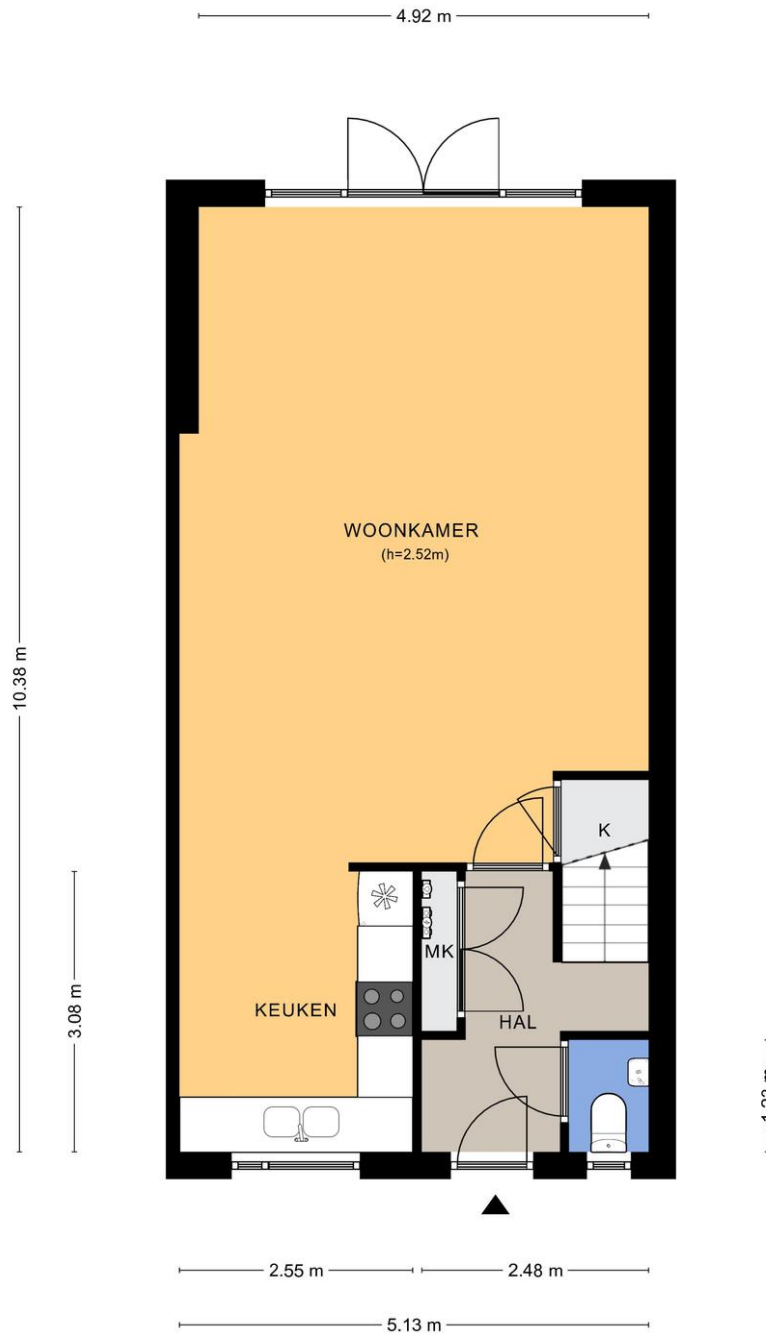 4.92 m
WOONKAMER
(h=2.52m)
10.38 m
K
MK
KEUKEN
HAL
3.08 m
2.55 m
2.48 m
5.13 m